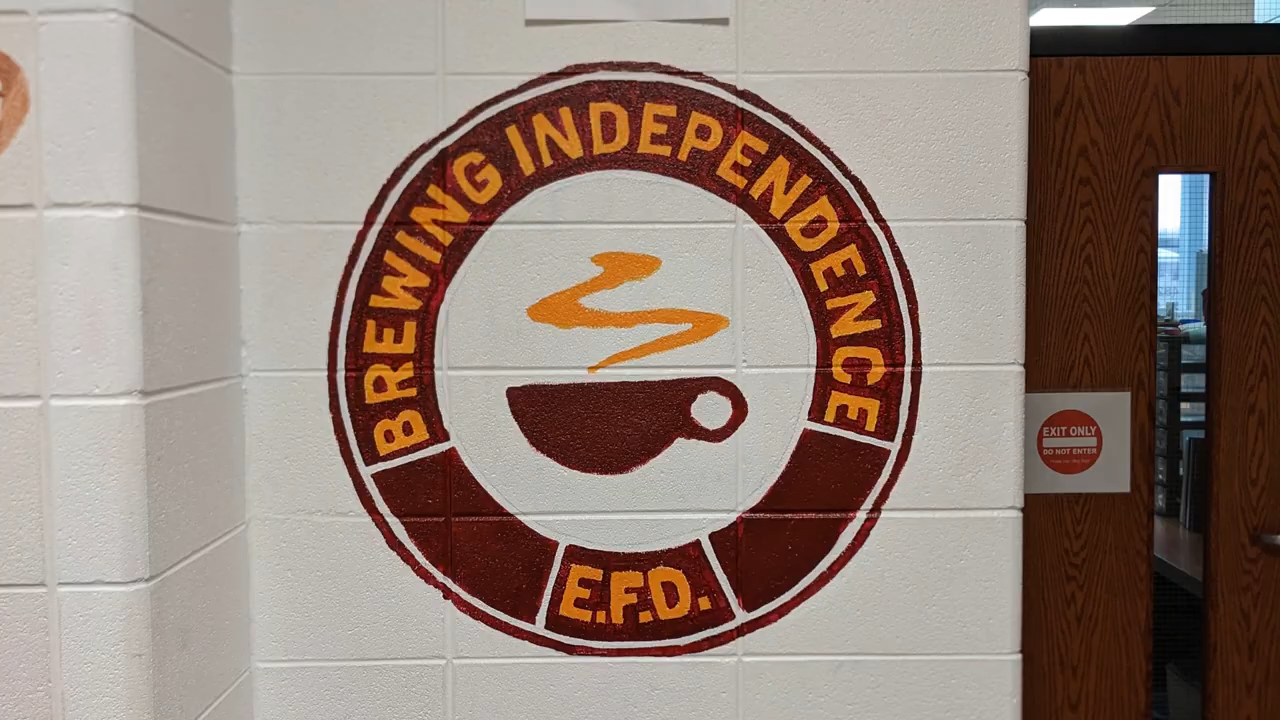 BREWING INDEPENDENCE
E.F.D.
EXIT ONLY
DO NOT ENTER